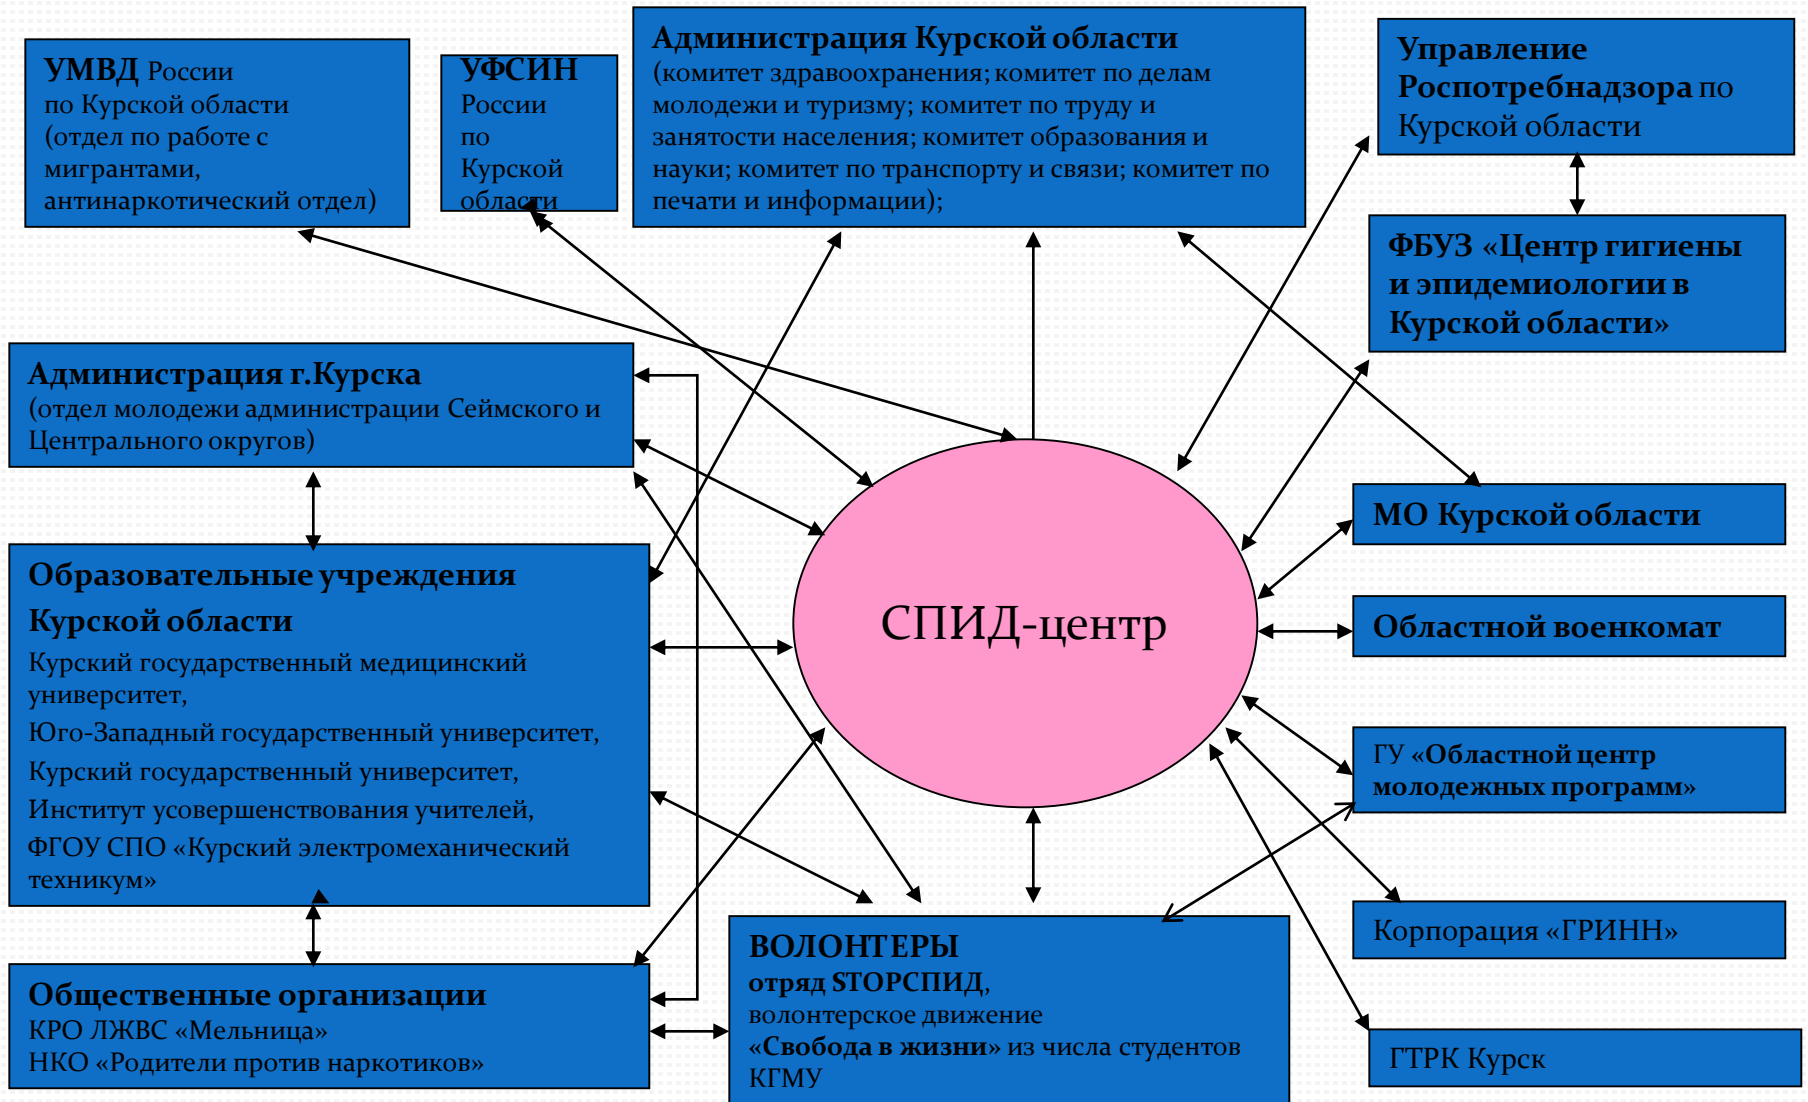 УМВД России
по Курской области
(отдел по работе с
мигрантами,
антинаркотический отдел)
УФСИН
России
по
Курской
области
Администрация Курской области
(комитет здравоохранения; комитет по делам
молодежи и туризму; комитет по труду и
занятости населения; комитет образования и
науки; комитет по транспорту и связи; комитет по
печати и информации);
Управление
Роспотребнадзора по
Курской области
ФБУЗ «Центр гигиены
и эпидемиологии в
Курской области»
Администрация г.Курска
(отдел молодежи администрации Сеймского и
Центрального округов)
МО Курской области
Образовательные учреждения
Курской области
Курский государственный медицинский
университет,
Юго-Западный государственный университет,
Курский государственный университет,
Институт усовершенствования учителей,
ФГОУ СПО «Курский электромеханический
техникум»
СПИД-центр
Областной военкомат
ГУ «Областной центр
молодежных программ»
Корпорация «ГРИНН»
Общественные организации
КРО ЛЖВС «Мельница»
НКО «Родители против наркотиков»
ВОЛОНТЕРЫ
отряд STOPСПИД,
волонтерское движение
«Свобода в жизни» из числа студентов
КГМУ
ГТРК Курск